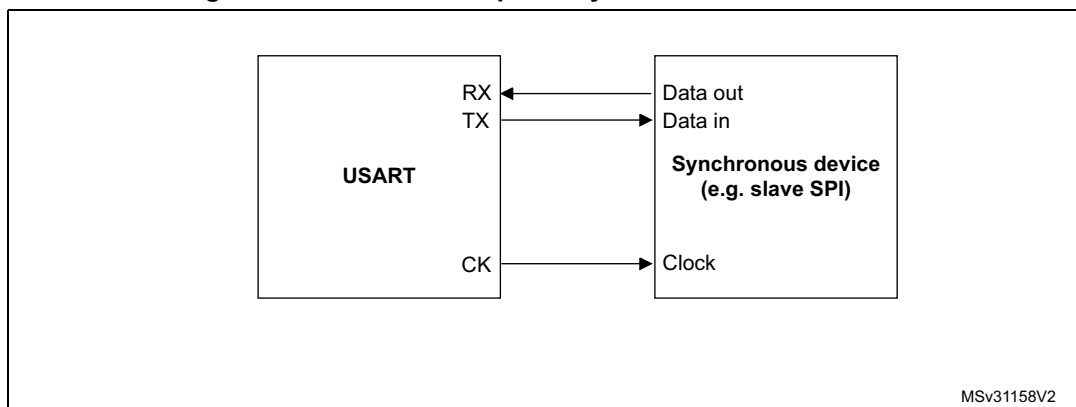 RX
TX
USART
CK
Data out
Data in
Synchronous device
(e.g. slave SPI)
Clock
MSv31158V2